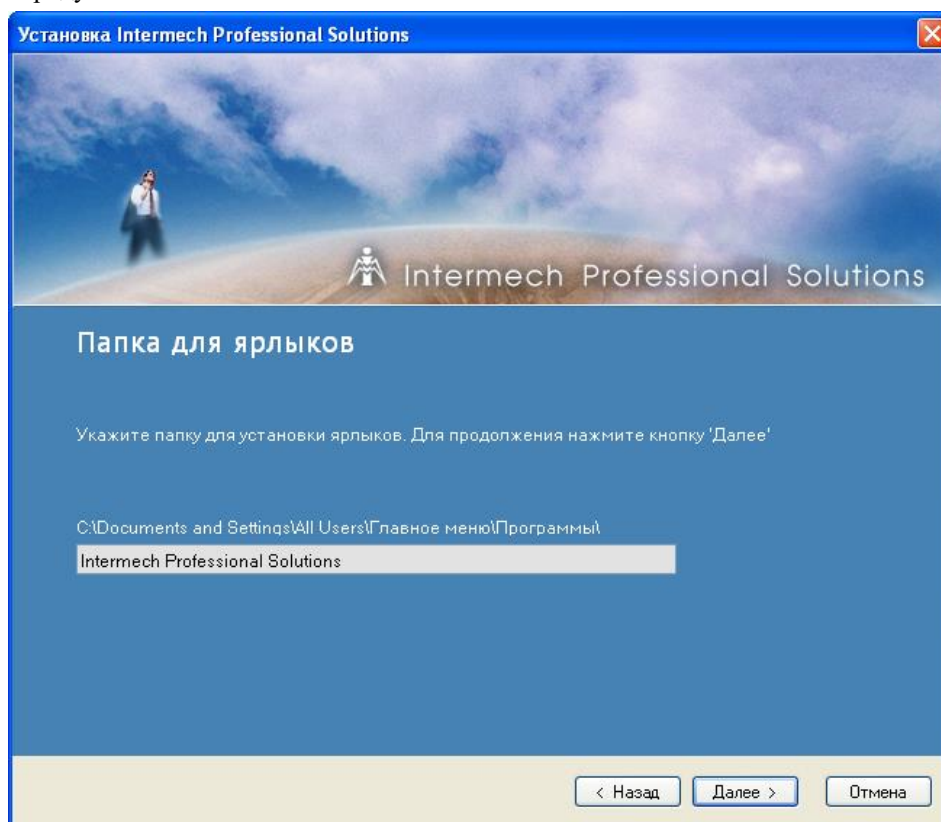 Установка Intermech Professional Solutions
Intermech Professional Solutions
Папка для ярлыков
Укажите папку для установки ярлыков. Для продолжения нажмите кнопку 'Далее'
C:\Documents and Settings\All Users\Главное меню\Программы\
Intermech Professional Solutions
< Назад Далее > Отмена